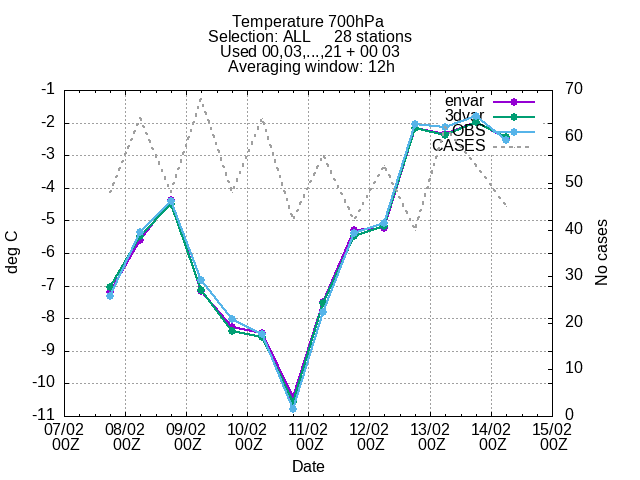 Temperature 700hPa
Selection: ALL 28 stations
Used 00,03,...,21 + 00 03
Averaging window: 12h
-1
-2
-3
-4
-5
-6
-7
-8
-9
-10
-11
deg C
70
60
50
40
30
20
10
0
No cases
envar
3dvar
OBS
CASES
07/02 08/02 09/02 10/02 11/02 12/02 13/02 14/02 15/02
00Z 00Z 00Z 00Z 00Z 00Z 00Z 00Z 00Z
Date